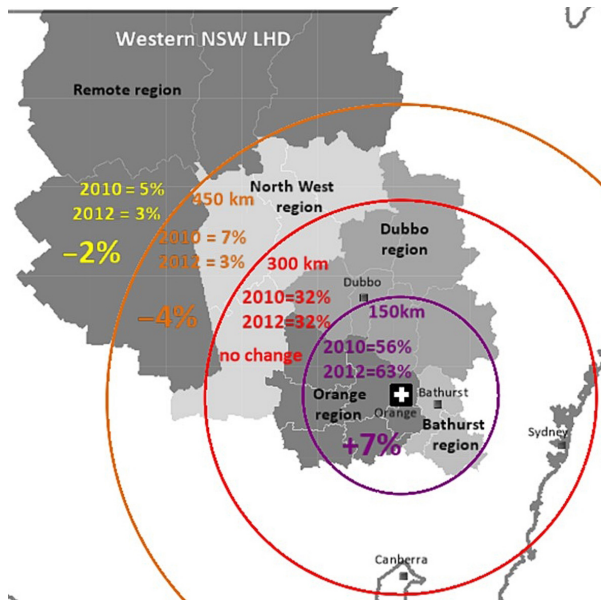 Western NSW LHD
Remote region
2010 = 5%
2012 = 3%
−2%
450 km
2010 = 7%
2012 = 3%
−4%
North West
region
300 km
2010=32%
2012=32%
no change
Dubbo
region
Dubbo
150km
2010=56%
2012=63%
Orange
region
Orange
+7%
Bathurst
Bathurst
region
Sydney
Canberra